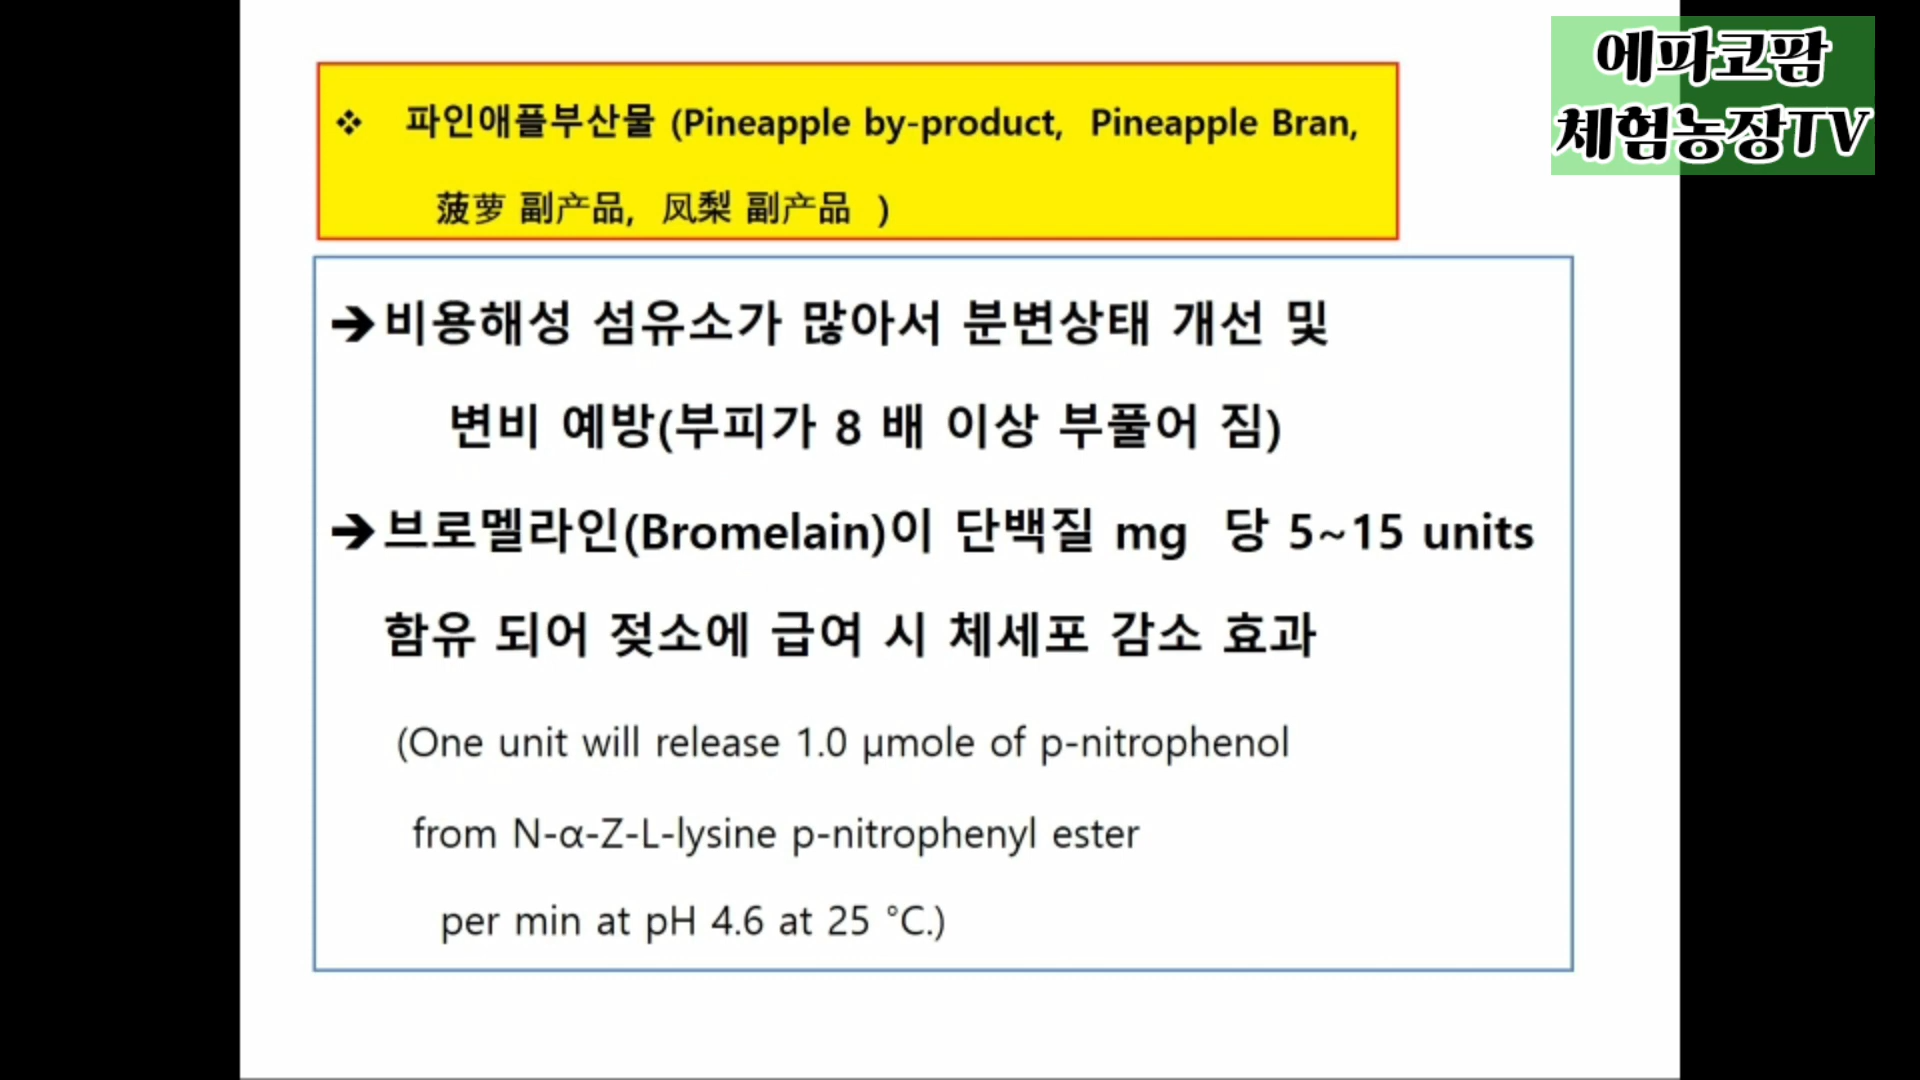 ❖ 파인애플부산물 (Pineapple by-product, Pineapple Bran,
菠萝 副产品, 凤梨 副产品 )
에파코팜
체험농장TV
➔비용해성 섬유소가 많아서 분변상태 개선 및
변비 예방(부피가 8 배 이상 부풀어 짐)
➔브로멜라인(Bromelain)이 단백질 mg 당 5~15 units
함유 되어 젖소에 급여 시 체세포 감소 효과
(One unit will release 1.0 μmole of p-nitrophenol
from N-α-Z-L-lysine p-nitrophenyl ester
per min at pH 4.6 at 25 °C.)